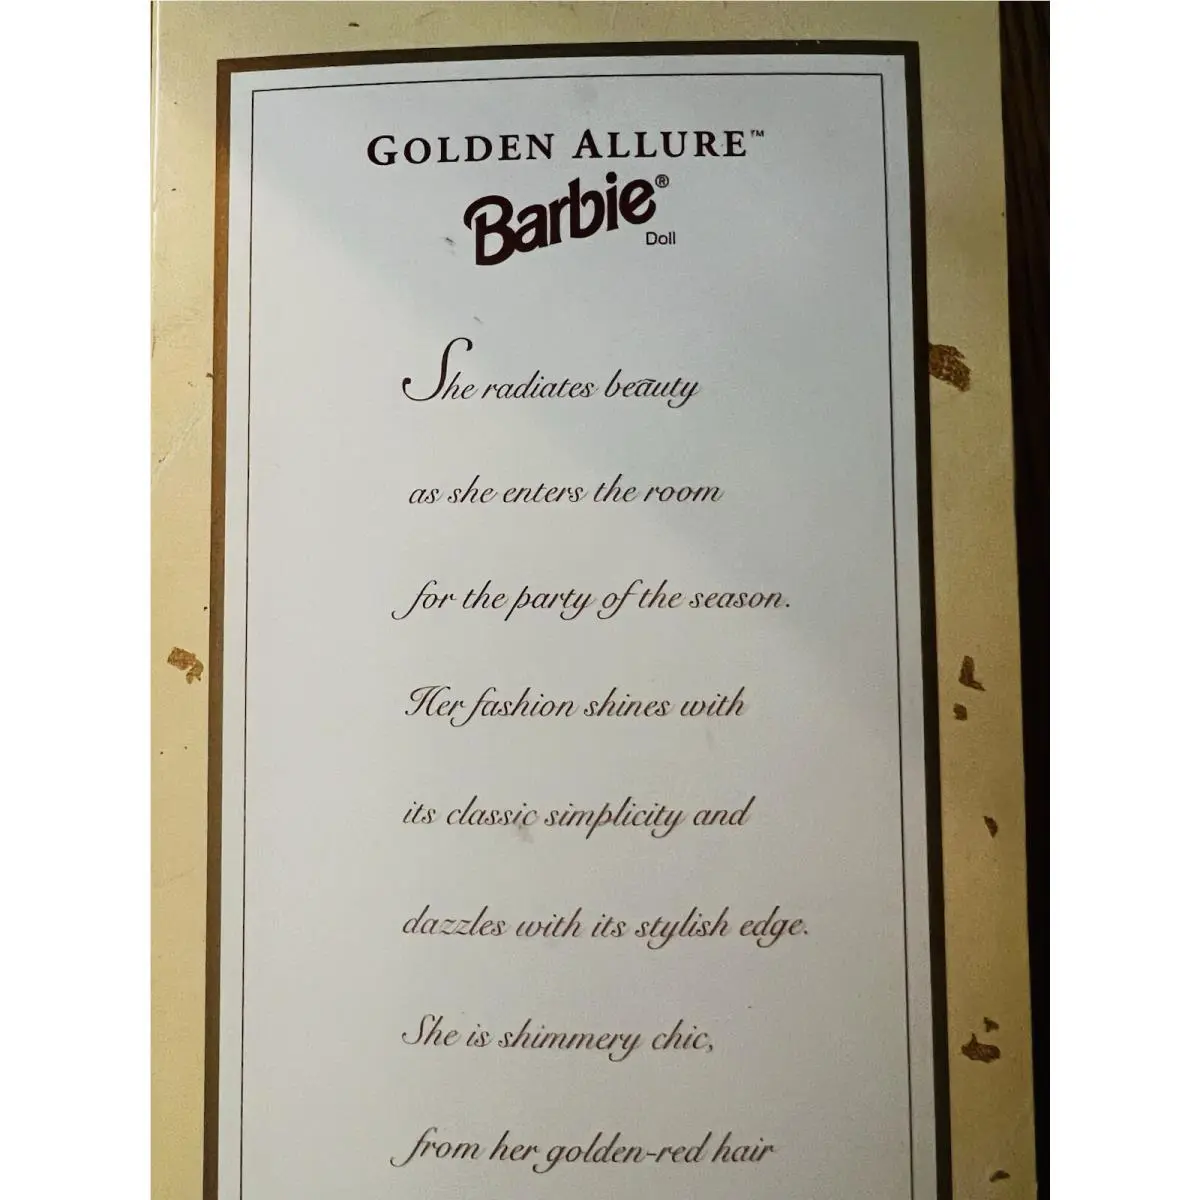 GOLDEN ALLURE™
Barbie®
Doll
She radiates beauty
as she enters the room
for the party of the season.
Her fashion shines with
its classic simplicity and
dazzles with its stylish edge.
She is shimmery chic,
from her golden-red hair